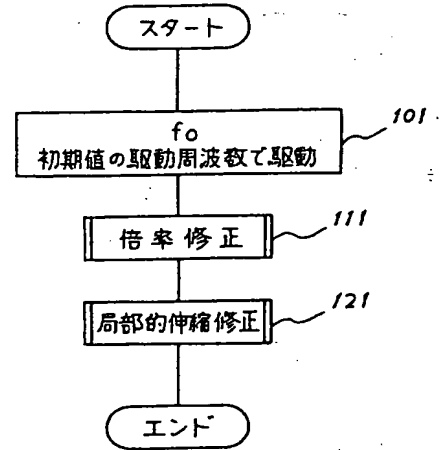 スタート
fo
初期値の駆動周波数で駆動
101
倍率修正
111
局部的伸縮修正
121
エンド